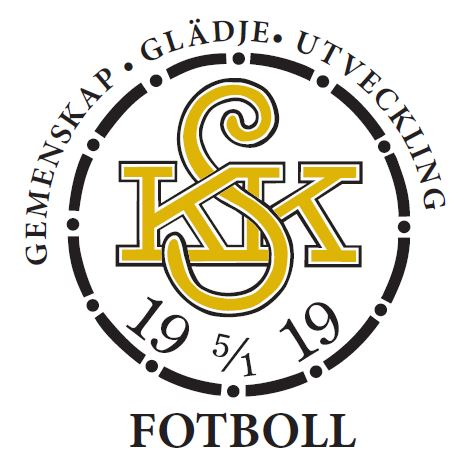 GEMENSKAP • GLÄDJE • UTVECKLING
KSK
19 5/1 19
FOTBOLL